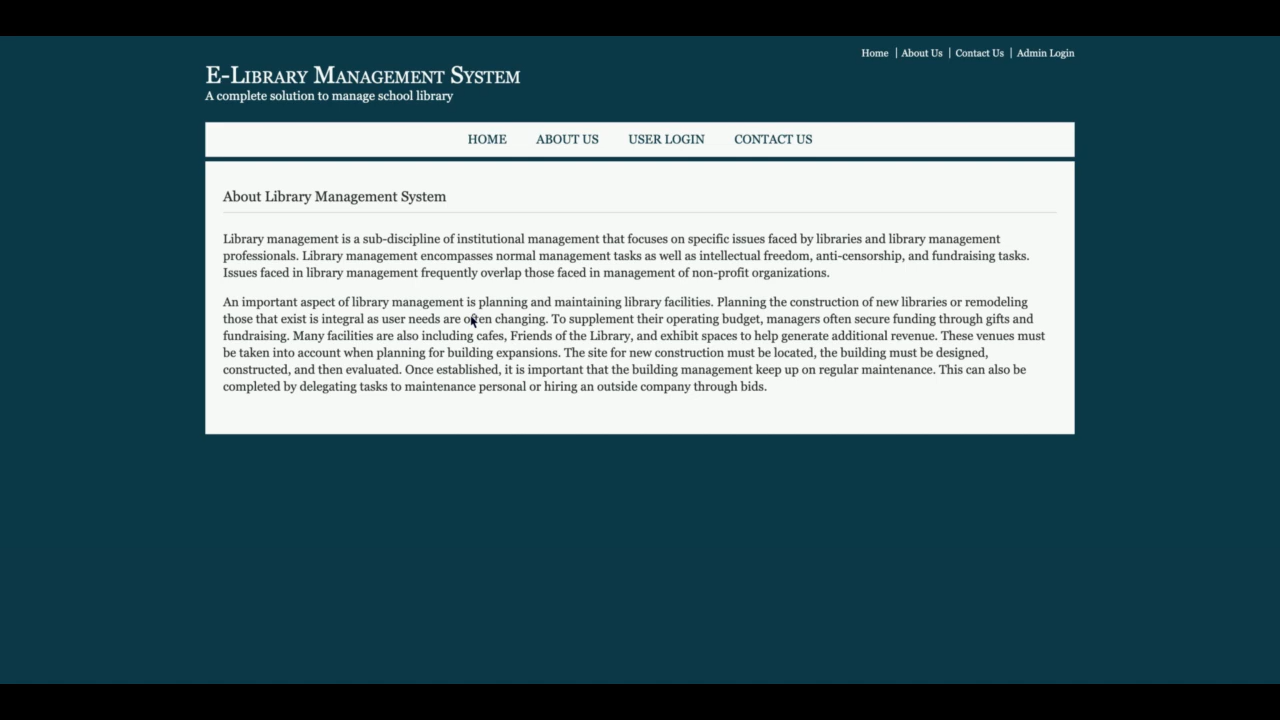 Home | About Us | Contact Us | Admin Login
E-Library Management System
A complete solution to manage school library
HOME ABOUT US USER LOGIN CONTACT US
About Library Management System
Library management is a sub-discipline of institutional management that focuses on specific issues faced by libraries and library management
professionals. Library management encompasses normal management tasks as well as intellectual freedom, anti-censorship, and fundraising tasks.
Issues faced in library management frequently overlap those faced in management of non-profit organizations.
An important aspect of library management is planning and maintaining library facilities. Planning the construction of new libraries or remodeling
those that exist is integral as user needs are often changing. To supplement their operating budget, managers often secure funding through gifts and
fundraising. Many facilities are also including cafes, Friends of the Library, and exhibit spaces to help generate additional revenue. These venues must
be taken into account when planning for building expansions. The site for new construction must be located, the building must be designed,
constructed, and then evaluated. Once established, it is important that the building management keep up on regular maintenance. This can also be
completed by delegating tasks to maintenance personal or hiring an outside company through bids.